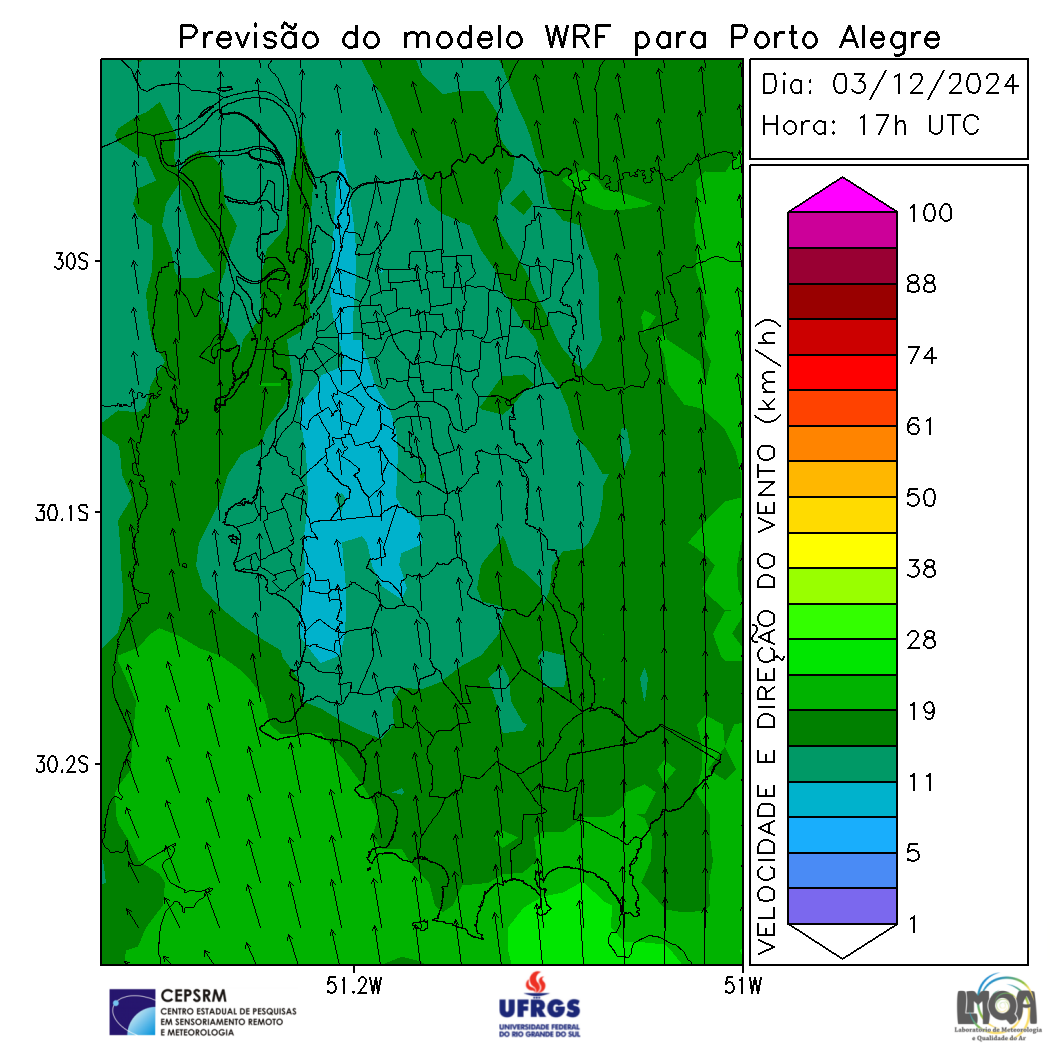 Previsão do modelo WRF para Porto Alegre
Dia: 03/12/2024
Hora: 17h UTC
30S
30.1S
30.2S
51.2W
51W
VELOCIDADE E DIREÇÃO DO VENTO (km/h)
100
88
74
61
50
38
28
19
11
5
1
CEPSRM
CENTRO ESTADUAL DE PESQUISAS
EM SENSORIAMENTO REMOTO
E METEOROLOGIA
UFRGS
UNIVERSIDADE FEDERAL
DO RIO GRANDE DO SUL
LMQA
Laboratório de Meteorologia
e Qualidade do Ar